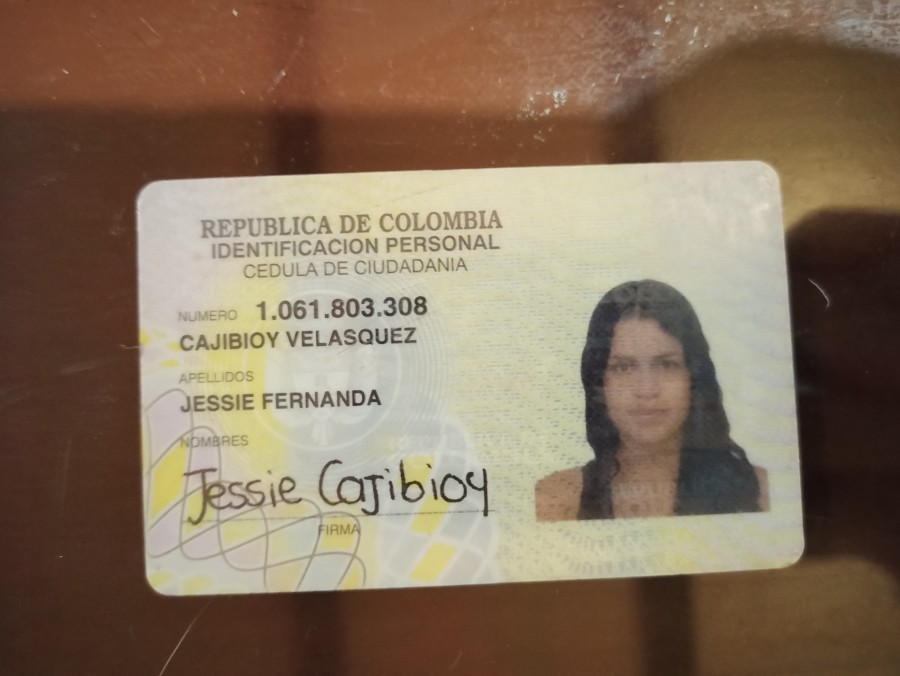 REPUBLICA DE COLOMBIA
IDENTIFICACION PERSONAL
CEDULA DE CIUDADANIA
NUMERO 1.061.803.308
CAJIBIOY VELASQUEZ
APELLIDOS
JESSIE FERNANDA
NOMBRES
Jessie Cajibioy
FIRMA